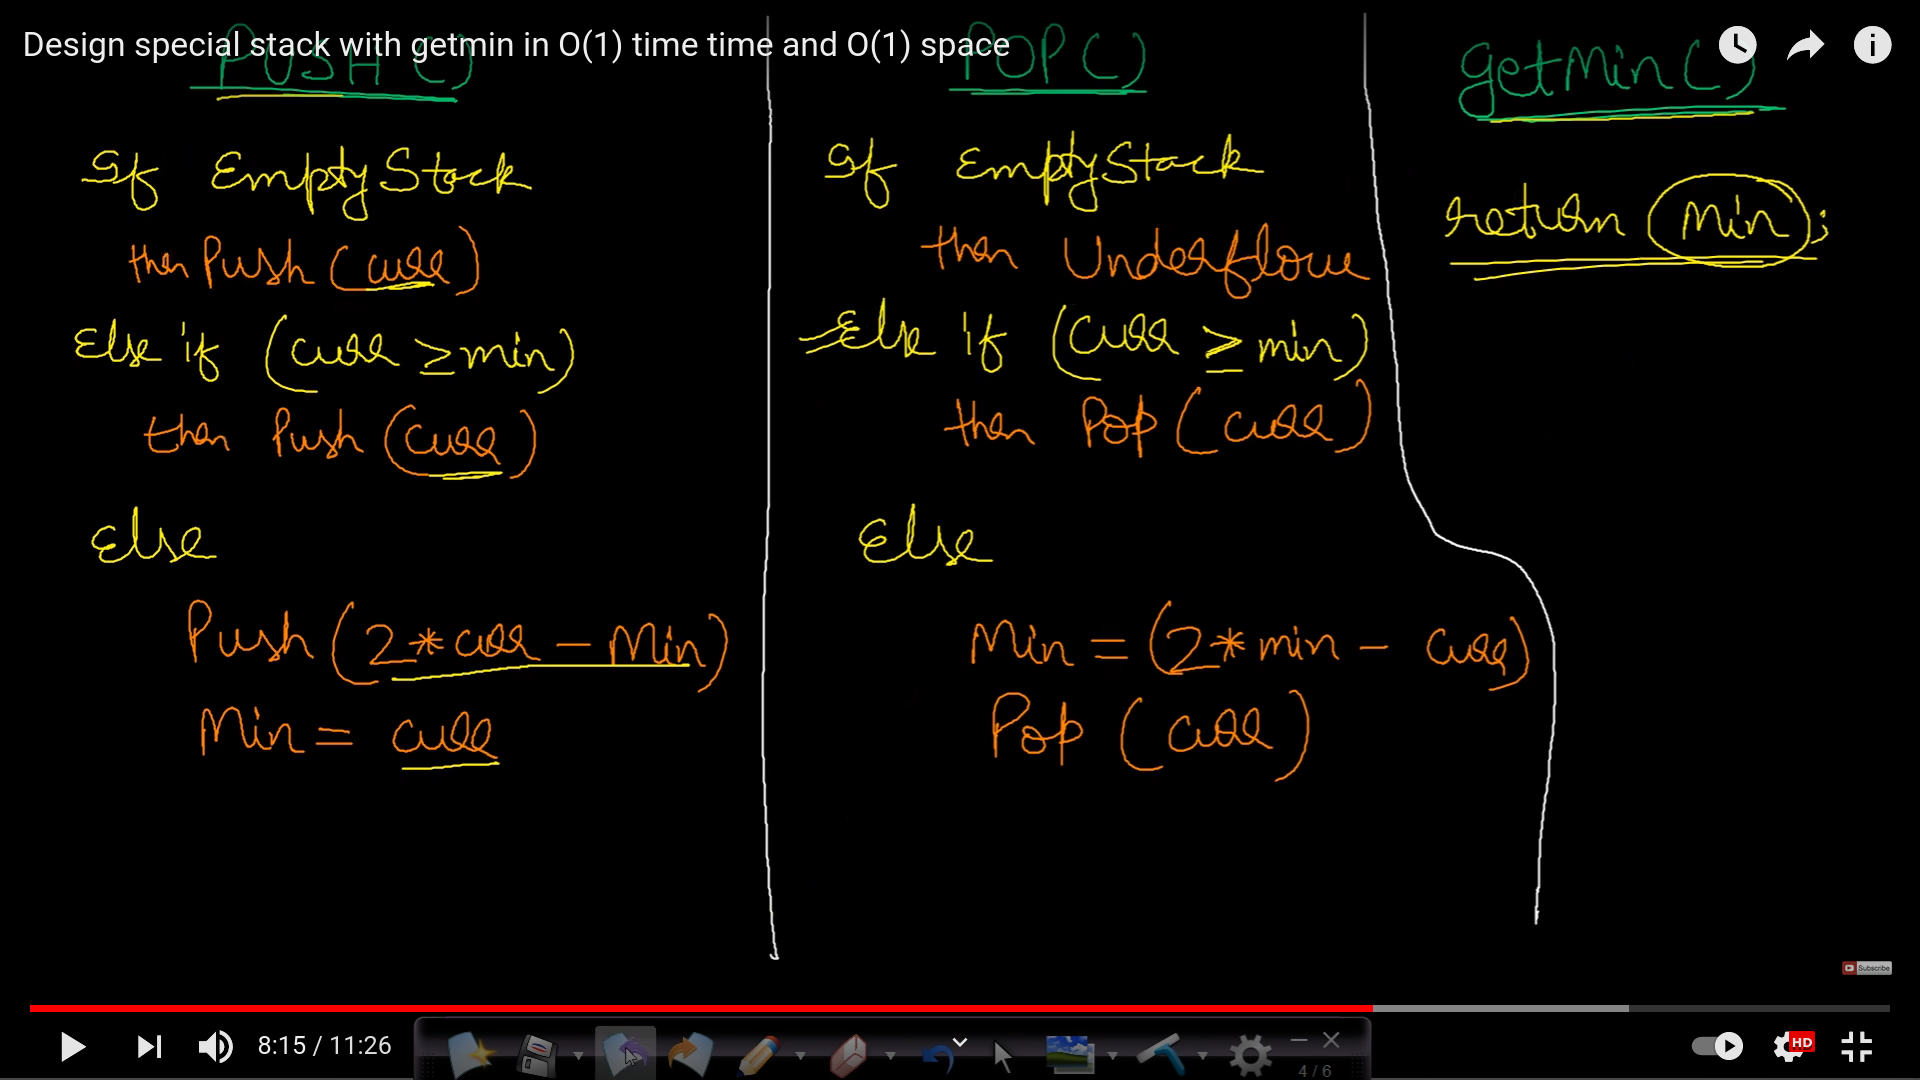 Design special stack with getmin in O(1) time time and O(1) space
PUSH()
If EmptyStack
then Push (curr)
Else if (curr ≥ min)
then Push (curr)
Else
Push (2*curr - Min)
Min = curr
POP()
If EmptyStack
then Underflow
Else if (curr ≥ min)
then Pop (curr)
Else
Min = (2*min - curr)
Pop (curr)
getMin()
return Min;
Subscribe
8:15 / 11:26
4 / 6
HD